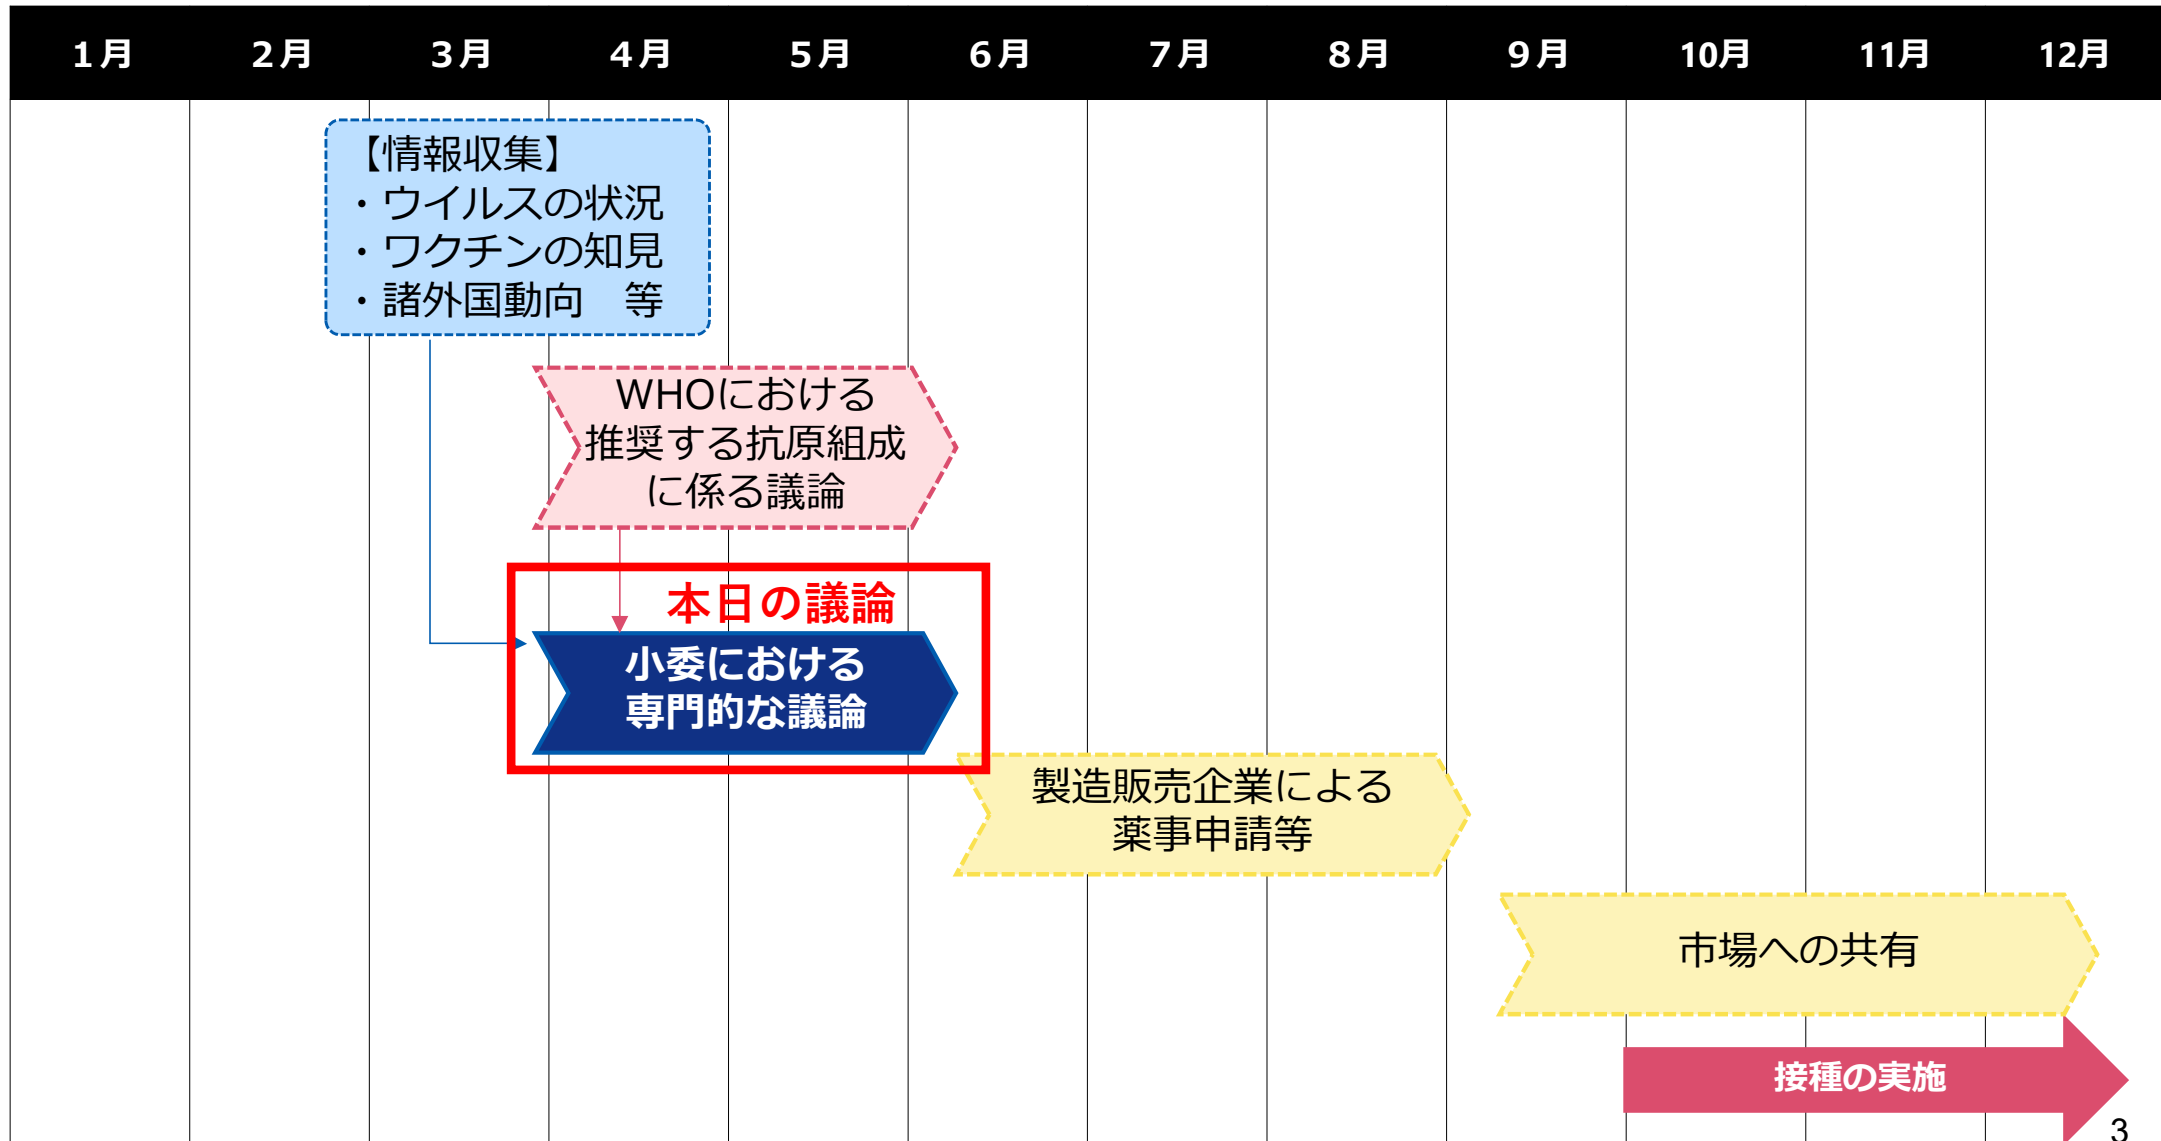 1月 2月 3月 4月 5月 6月 7月 8月 9月 10月 11月 12月
【情報収集】
・ウイルスの状況
・ワクチンの知見
・諸外国動向　等
WHOにおける
推奨する抗原組成
に係る議論
本日の議論
小委における
専門的な議論
製造販売企業による
薬事申請等
市場への共有
接種の実施
3